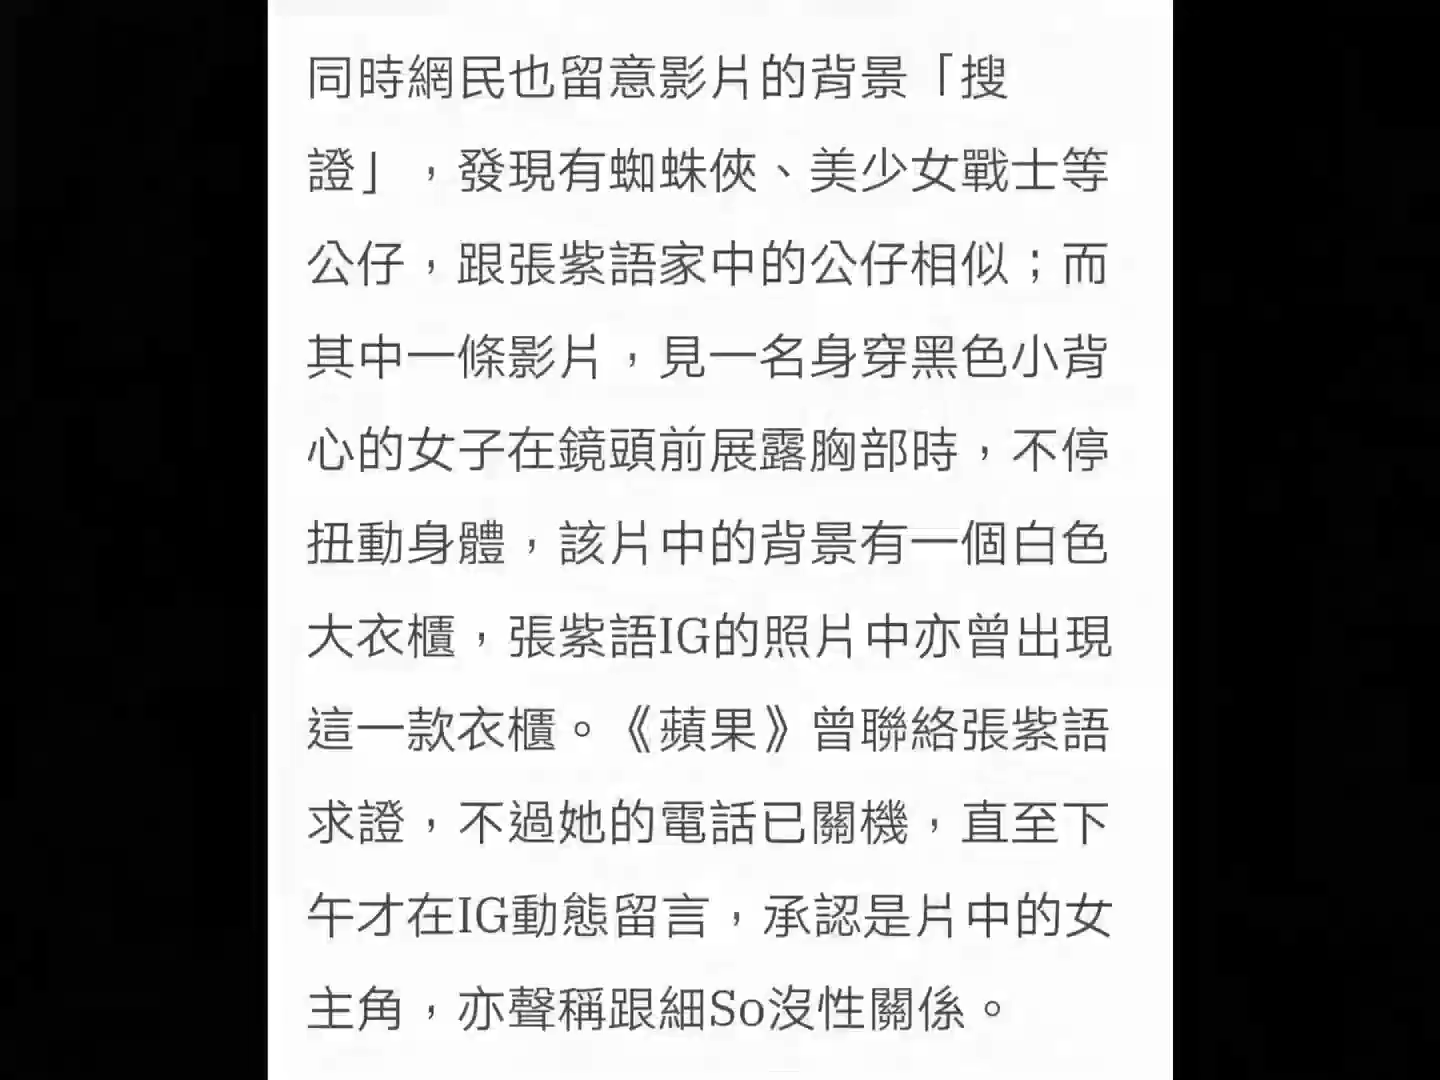 同時網民也留意影片的背景「搜
證」，發現有蜘蛛俠、美少女戰士等
公仔，跟張紫語家中的公仔相似；而
其中一條影片，見一名身穿黑色小背
心的女子在鏡頭前展露胸部時，不停
扭動身體，該片中的背景有一個白色
大衣櫃，張紫語IG的照片中亦曾出現
這一款衣櫃。《蘋果》曾聯絡張紫語
求證，不過她的電話已關機，直至下
午才在IG動態留言，承認是片中的女
主角，亦聲稱跟細So沒性關係。